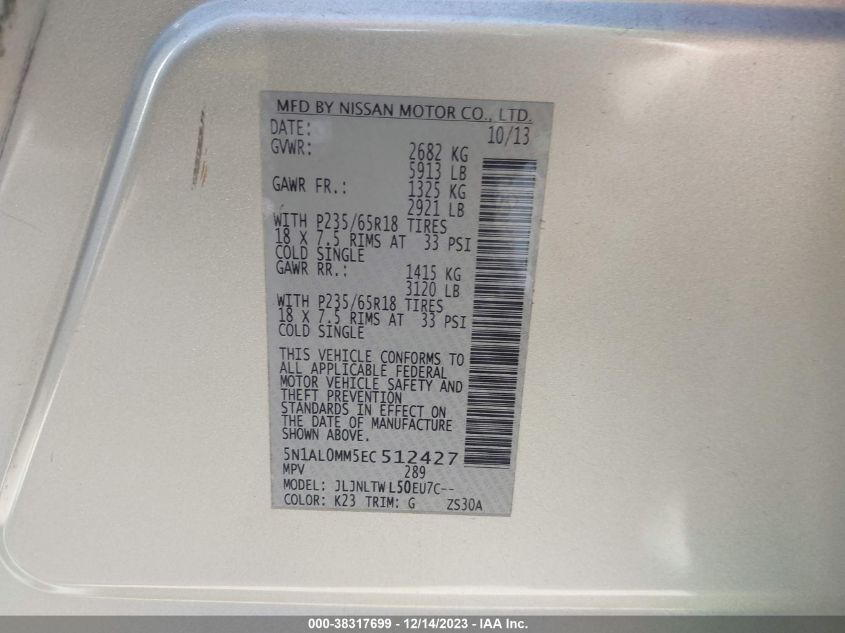 MFD BY NISSAN MOTOR CO., LTD.
DATE: 10/13
GVWR: 2682 KG
5913 LB
GAWR FR.: 1325 KG
2921 LB
WITH P235/65R18 TIRES
18 X 7.5 RIMS AT 33 PSI
COLD SINGLE
GAWR RR.: 1415 KG
3120 LB
WITH P235/65R18 TIRES
18 X 7.5 RIMS AT 33 PSI
COLD SINGLE
THIS VEHICLE CONFORMS TO
ALL APPLICABLE FEDERAL
MOTOR VEHICLE SAFETY AND
THEFT PREVENTION
STANDARDS IN EFFECT ON
THE DATE OF MANUFACTURE
SHOWN ABOVE.
5N1AL0MM5EC512427
MPV 289
MODEL: JLJNLTWL50EU7C--
COLOR: K23 TRIM: G ZS30A
000-38317699 - 12/14/2023 - IAA Inc.